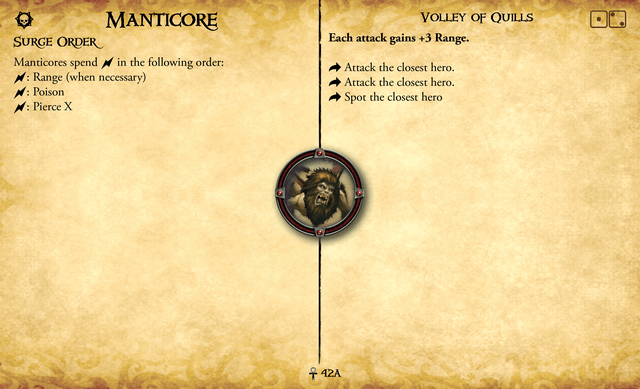 Manticore
Surge Order
Manticores spend in the following order:
: Range (when necessary)
: Poison
: Pierce X
Volley of Quills
Each attack gains +3 Range.
Attack the closest hero.
Attack the closest hero.
Spot the closest hero
42A